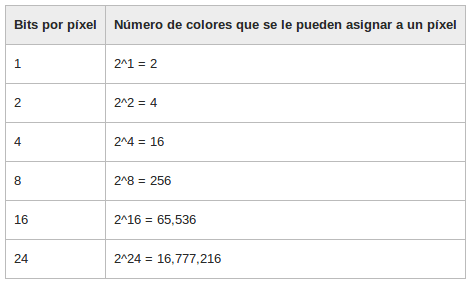 Bits por píxel Número de colores que se le pueden asignar a un píxel
1 2^1 = 2
2 2^2 = 4
4 2^4 = 16
8 2^8 = 256
16 2^16 = 65,536
24 2^24 = 16,777,216